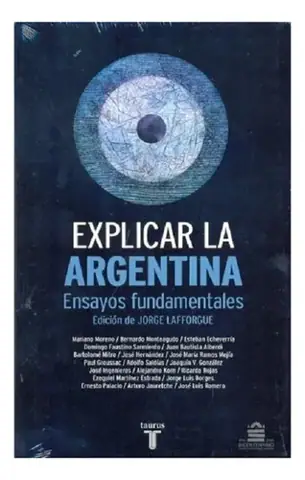 EXPLICAR LA
ARGENTINA
Ensayos fundamentales
Edición de JORGE LAFFORGUE
Mariano Moreno / Bernardo Monteagudo / Esteban Echeverría
Domingo Faustino Sarmiento / Juan Bautista Alberdi
Bartolomé Mitre / José Hernández / José María Ramos Mejía
Paul Groussac / Adolfo Saldías / Joaquín V. González
José Ingenieros / Alejandro Korn / Ricardo Rojas
Ezequiel Martínez Estrada / Jorge Luis Borges
Ernesto Palacio / Arturo Jauretche / José Luis Romero
taurus
T
BICENTENARIO